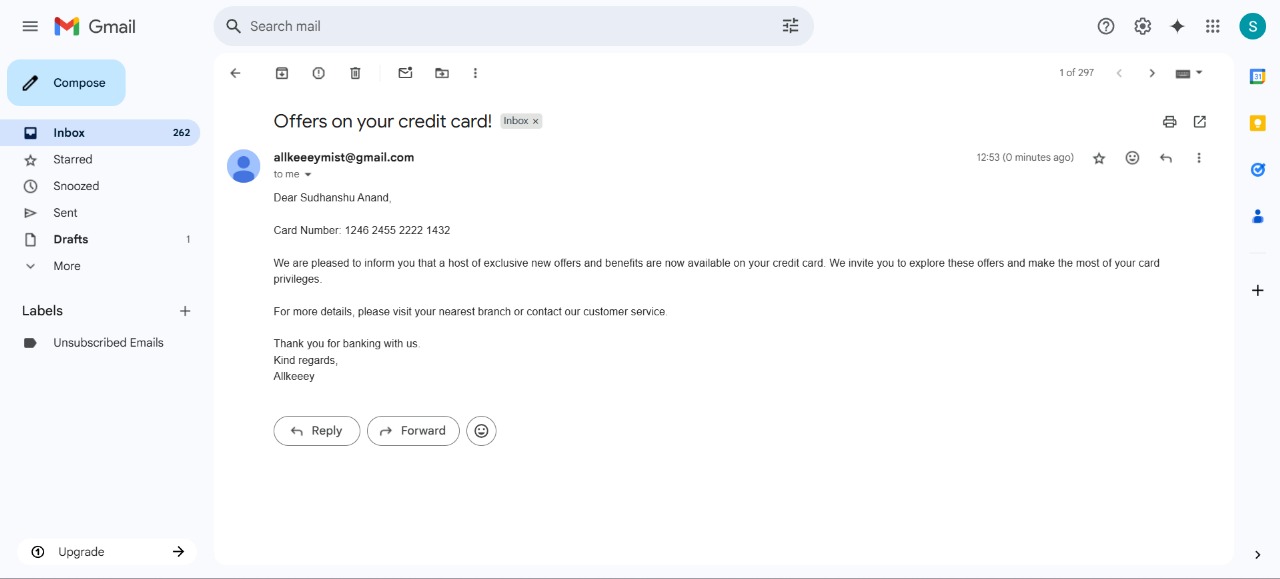 Gmail
Search mail
S
Compose
1 of 297
31
Offers on your credit card!
Inbox x
Inbox 262
allkeeeymist@gmail.com
12:53 (0 minutes ago)
to me
Starred
Snoozed
Sent
Drafts 1
More
Dear Sudhanshu Anand,
Card Number: 1246 2455 2222 1432
We are pleased to inform you that a host of exclusive new offers and benefits are now available on your credit card. We invite you to explore these offers and make the most of your card
privileges.
For more details, please visit your nearest branch or contact our customer service.
Thank you for banking with us.
Kind regards,
Allkeeey
Labels
Unsubscribed Emails
Reply
Forward
1 Upgrade